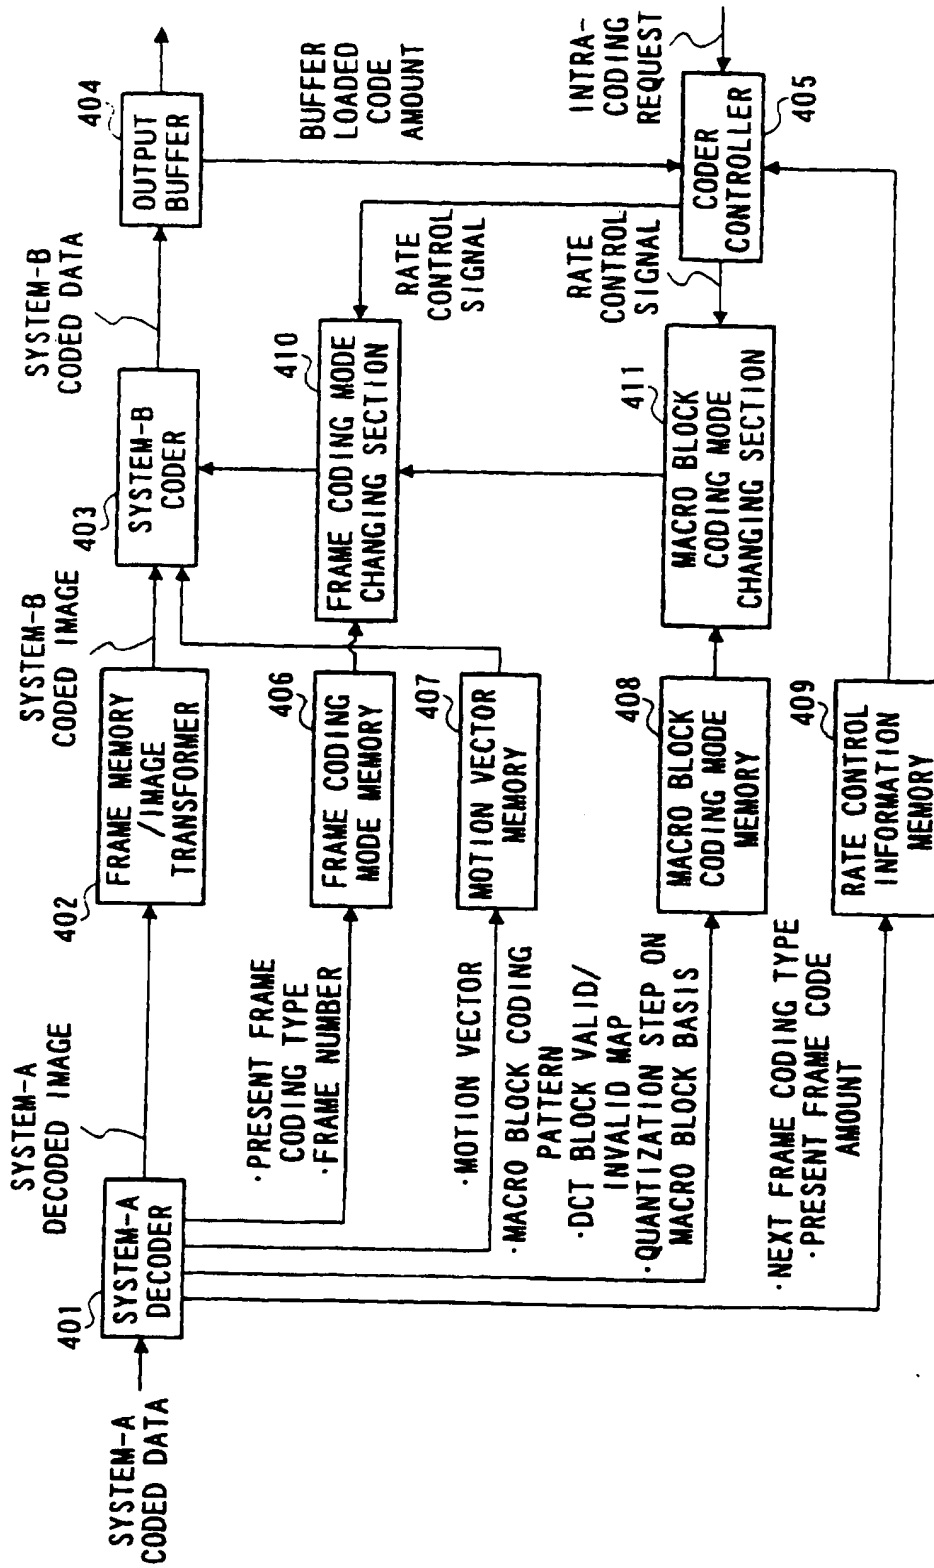 SYSTEM-A
CODED DATA
401
SYSTEM-A
DECODER
SYSTEM-A
DECODED IMAGE
402
FRAME MEMORY
/IMAGE
TRANSFORMER
SYSTEM-B
CODED IMAGE
403
SYSTEM-B
CODER
SYSTEM-B
CODED DATA
404
OUTPUT
BUFFER
·PRESENT FRAME
CODING TYPE
·FRAME NUMBER
406
FRAME CODING
MODE MEMORY
410
FRAME CODING MODE
CHANGING SECTION
RATE
CONTROL
SIGNAL
BUFFER
LOADED
CODE
AMOUNT
·MOTION VECTOR
407
MOTION VECTOR
MEMORY
·MACRO BLOCK CODING
PATTERN
·DCT BLOCK VALID/
INVALID MAP
·QUANTIZATION STEP ON
MACRO BLOCK BASIS
408
MACRO BLOCK
CODING MODE
MEMORY
411
MACRO BLOCK
CODING MODE
CHANGING SECTION
RATE
CONTROL
SIGNAL
INTRA-
CODING
REQUEST
CODER
CONTROLLER
405
·NEXT FRAME CODING TYPE
·PRESENT FRAME CODE
AMOUNT
409
RATE CONTROL
INFORMATION
MEMORY